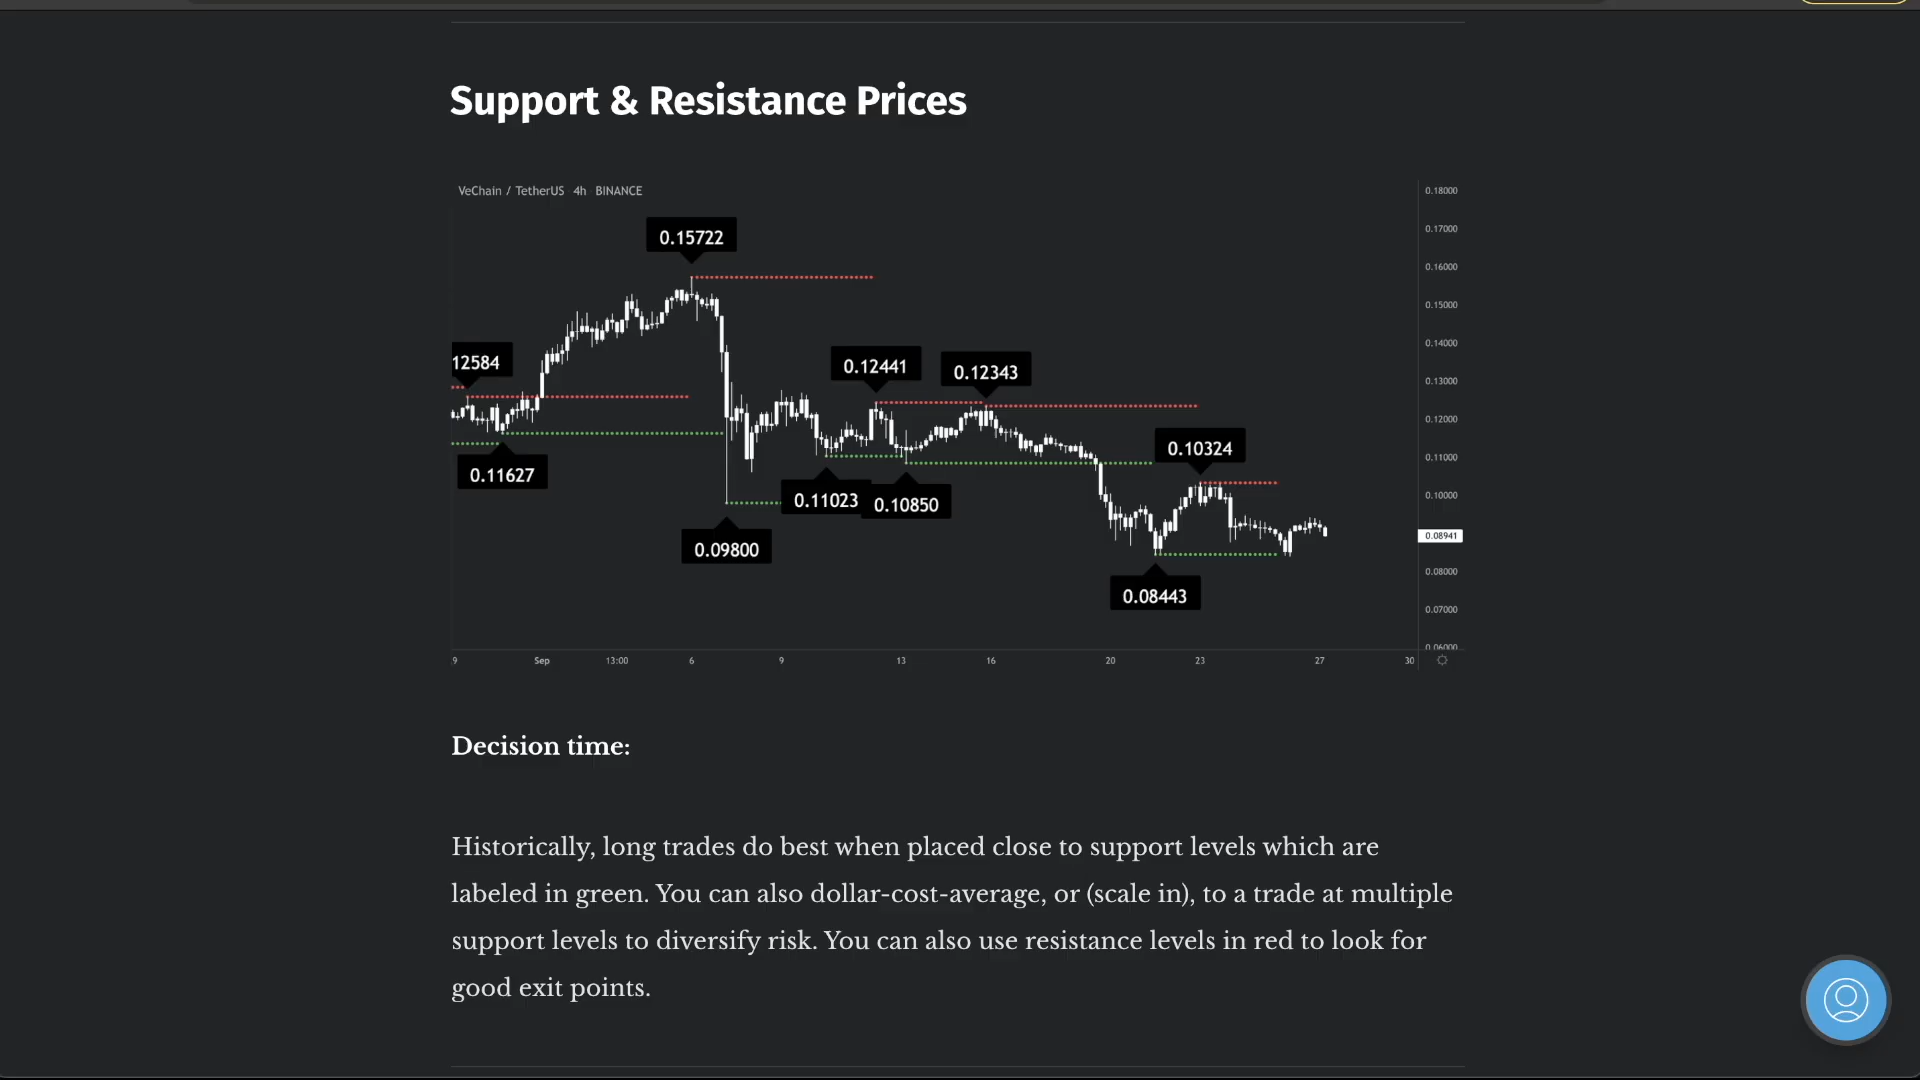 Support & Resistance Prices
VeChain / TetherUS 4h BINANCE
0.18000
0.17000
0.16000
0.15000
0.14000
0.13000
0.12000
0.11000
0.10000
0.08941
0.08000
0.07000
0.06000
0.15722
12584
0.12441
0.12343
0.10324
0.11627
0.11023
0.10850
0.09800
0.08443
9 Sep 13:00 6 9 13 16 20 23 27 30
Decision time:
Historically, long trades do best when placed close to support levels which are
labeled in green. You can also dollar-cost-average, or (scale in), to a trade at multiple
support levels to diversify risk. You can also use resistance levels in red to look for
good exit points.